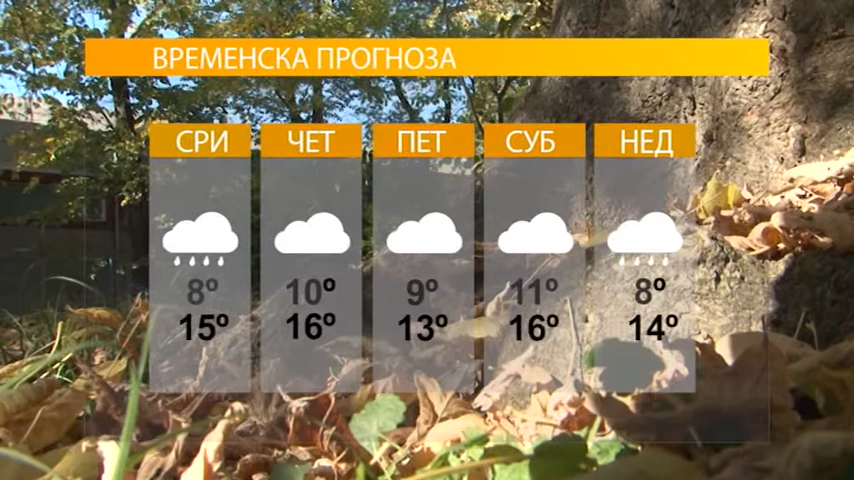 ВРЕМЕНСКА ПРОГНОЗА
СРИ ЧЕТ ПЕТ СУБ НЕД
8º 10º 9º 11º 8º
15º 16º 13º 16º 14º